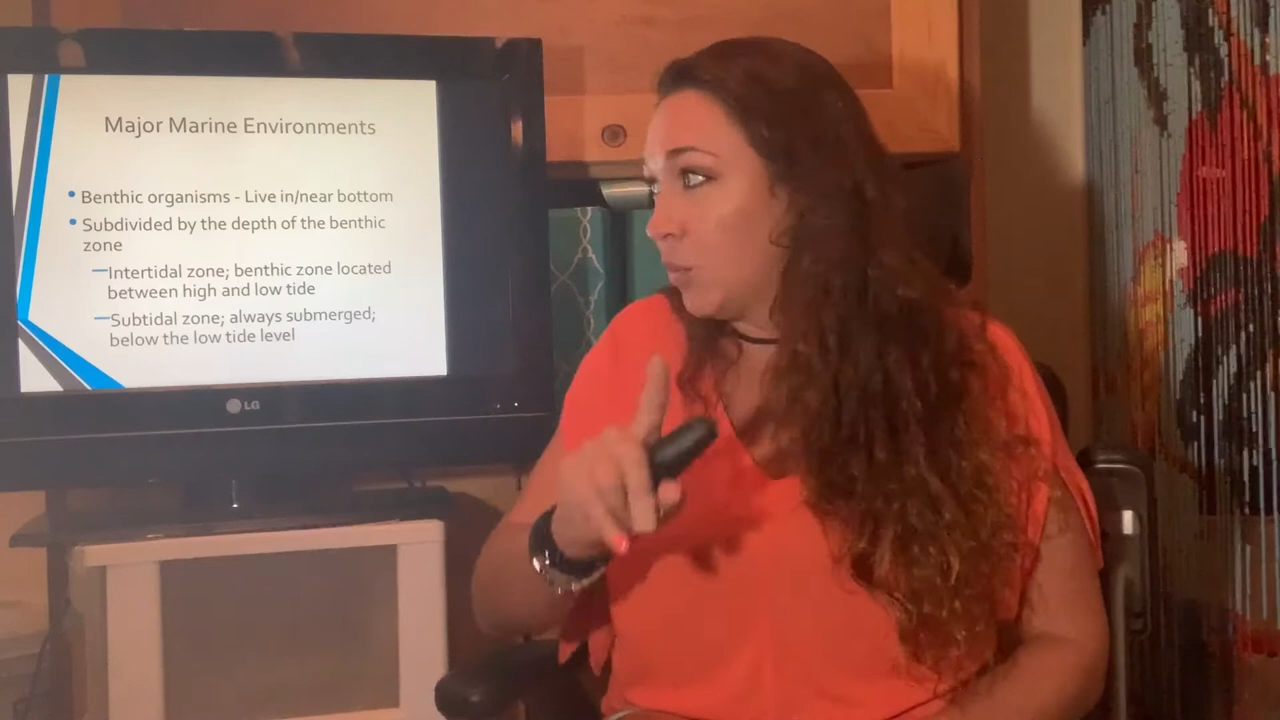 Major Marine Environments
• Benthic organisms - Live in/near bottom
• Subdivided by the depth of the benthic
zone
—Intertidal zone; benthic zone located
between high and low tide
—Subtidal zone; always submerged;
below the low tide level
LG